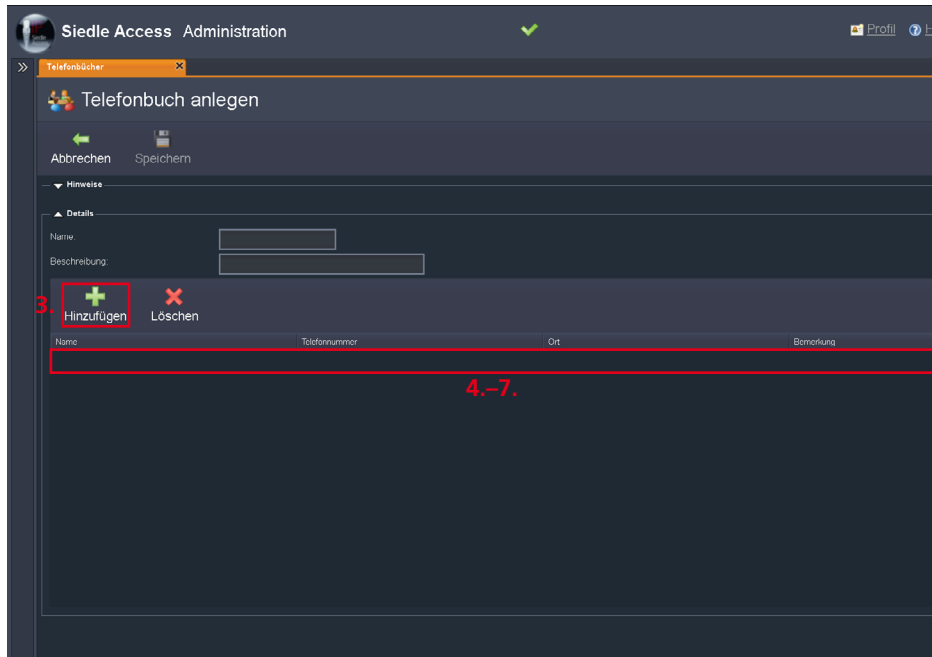 Siedle Access Administration
Profil
Telefonbücher
Telefonbuch anlegen
Abbrechen Speichern
Hinweise
Details
Name:
Beschreibung:
3.
Hinzufügen Löschen
Name Telefonnummer Ort Bemerkung
4.–7.